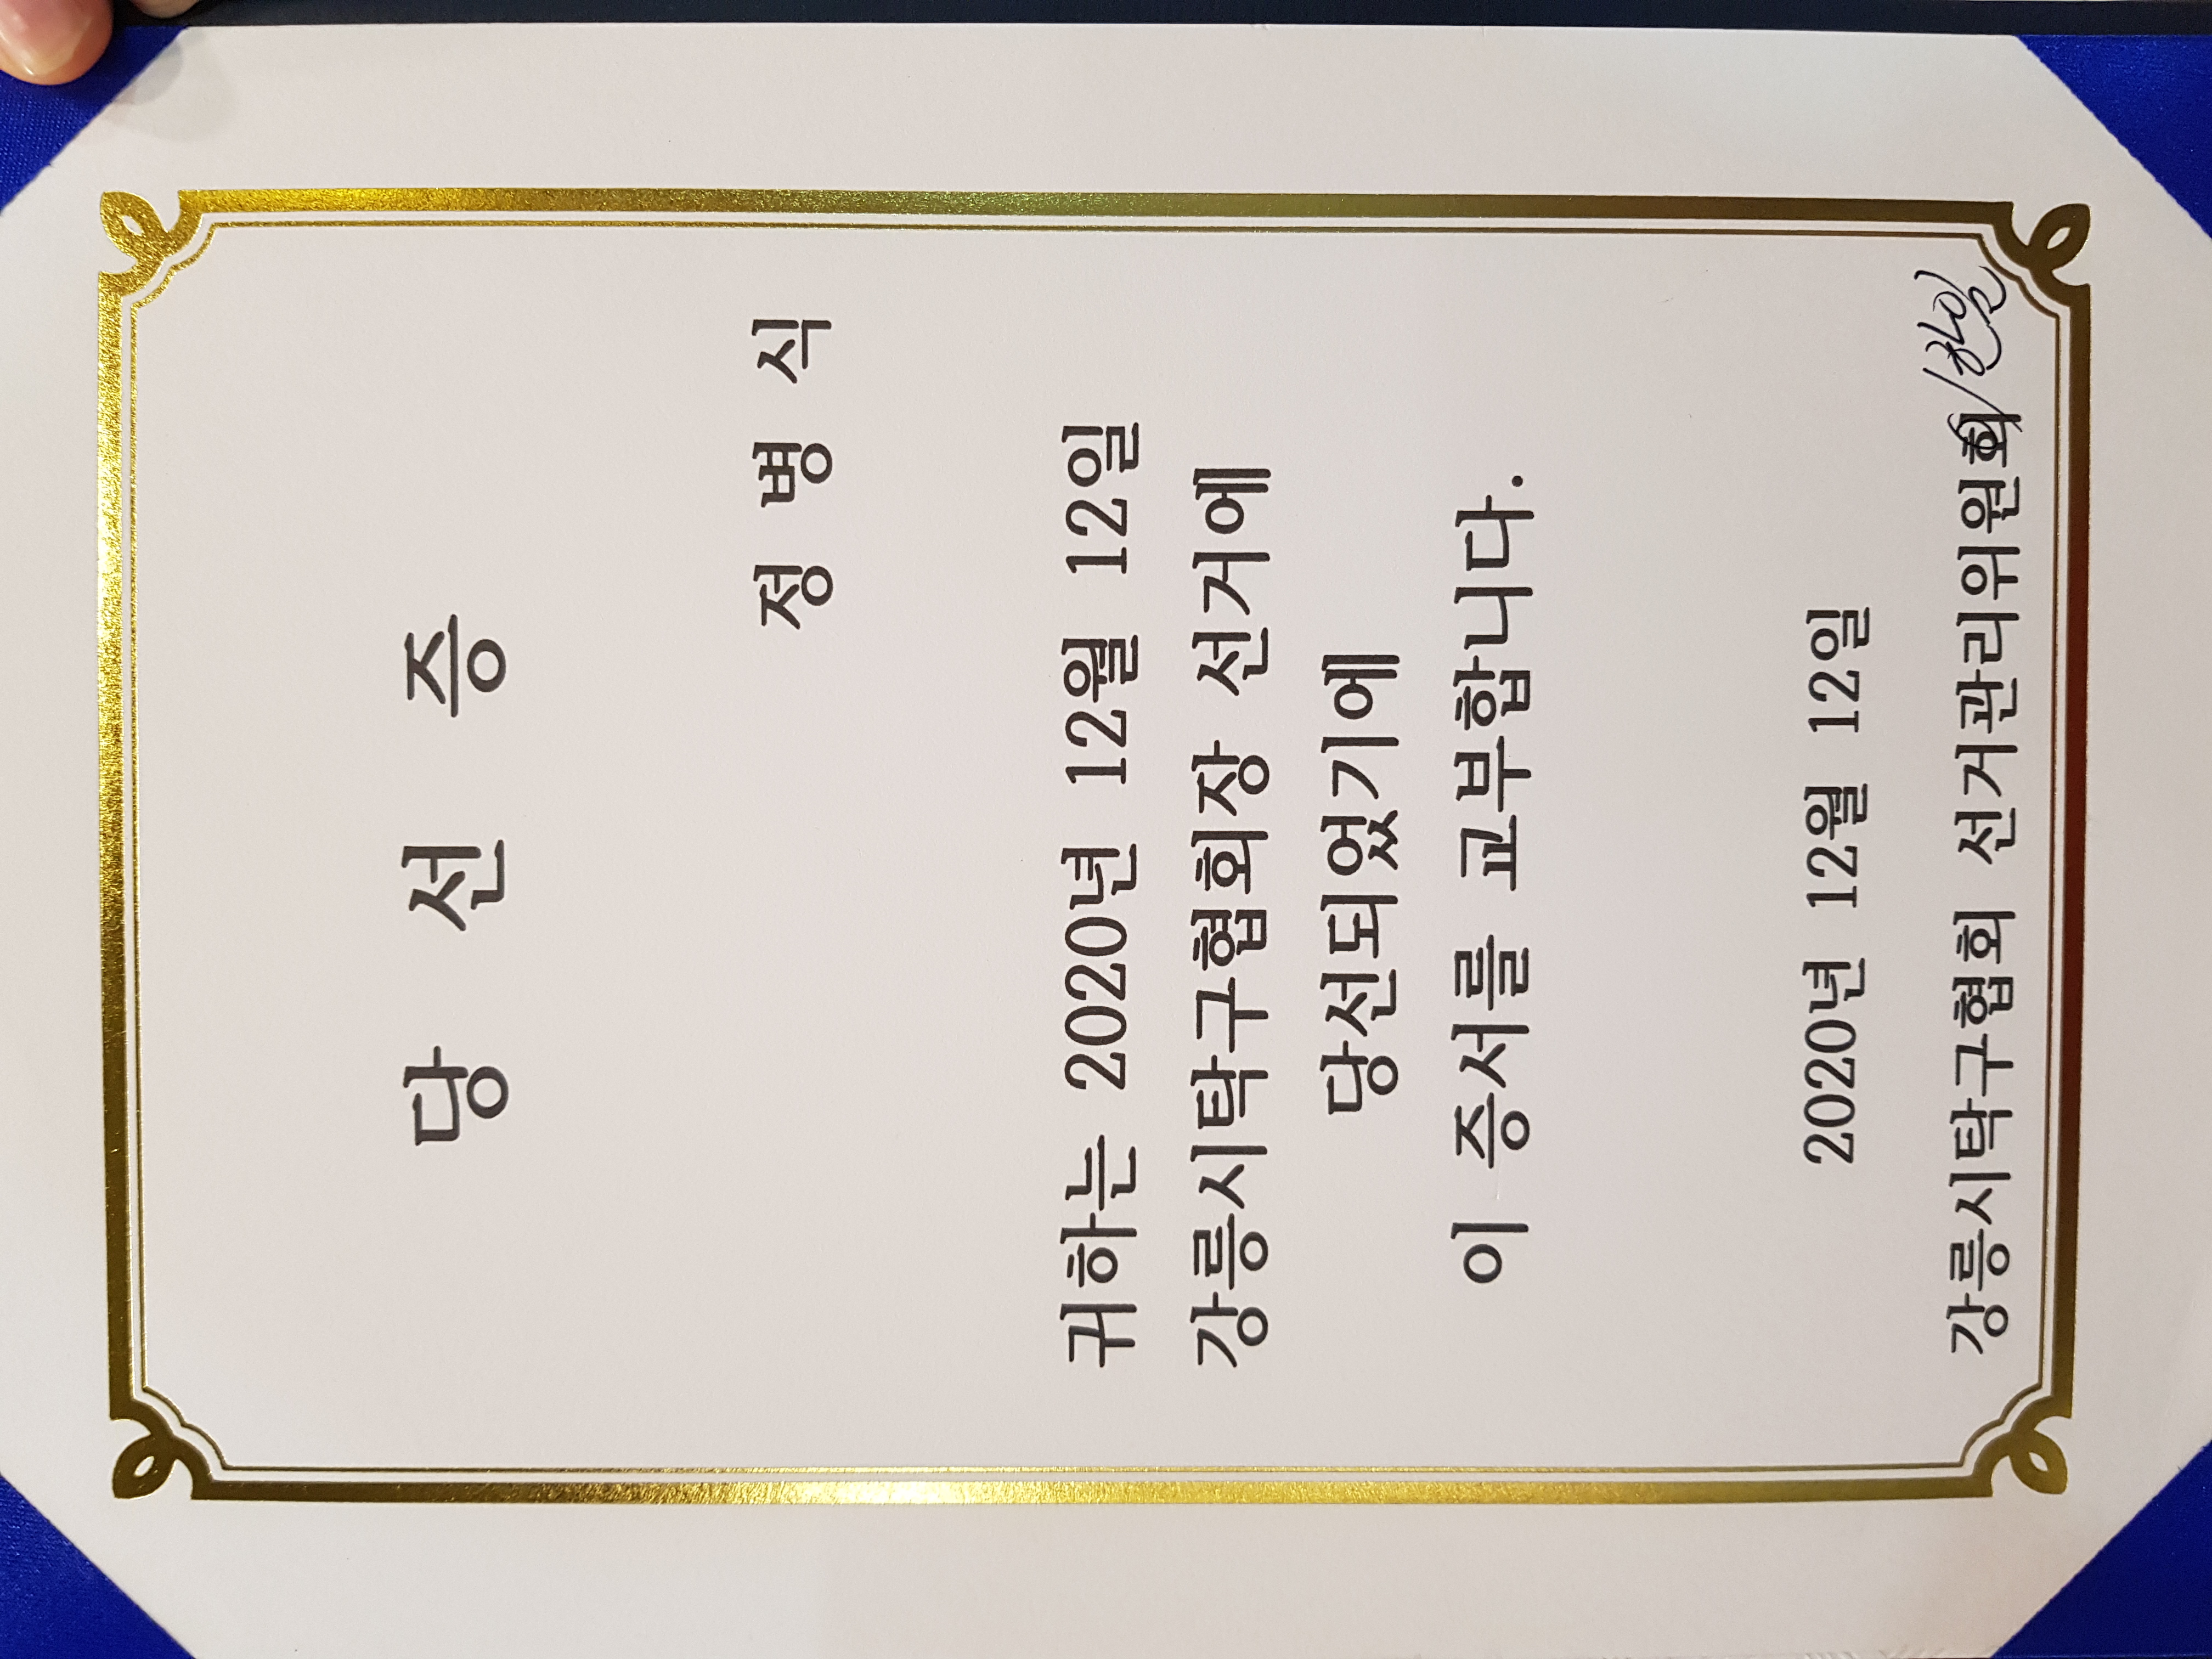 당 선 증
정 병 식
귀하는 2020년 12월 12일
강릉시탁구협회장 선거에
당선되었기에
이 증서를 교부합니다.
2020년 12월 12일
강릉시탁구협회 선거관리위원회